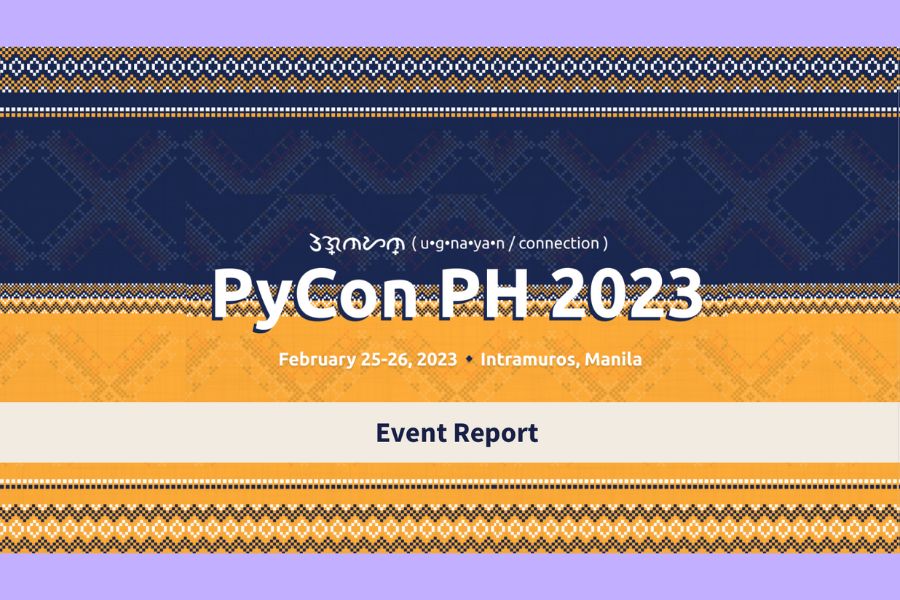 ᜂᜄ᜔ᜈᜌᜈ᜔ ( u•g•na•ya•n / connection )
PyCon PH 2023
February 25-26, 2023 • Intramuros, Manila
Event Report